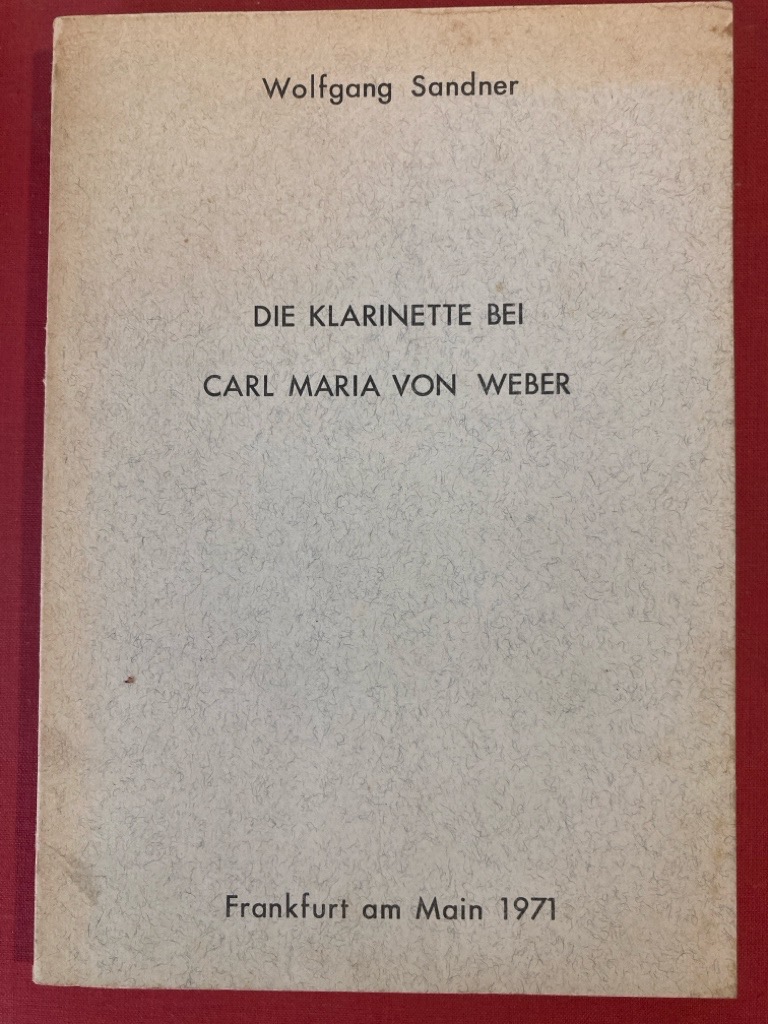 Wolfgang Sandner
DIE KLARINETTE BEI
CARL MARIA VON WEBER
Frankfurt am Main 1971